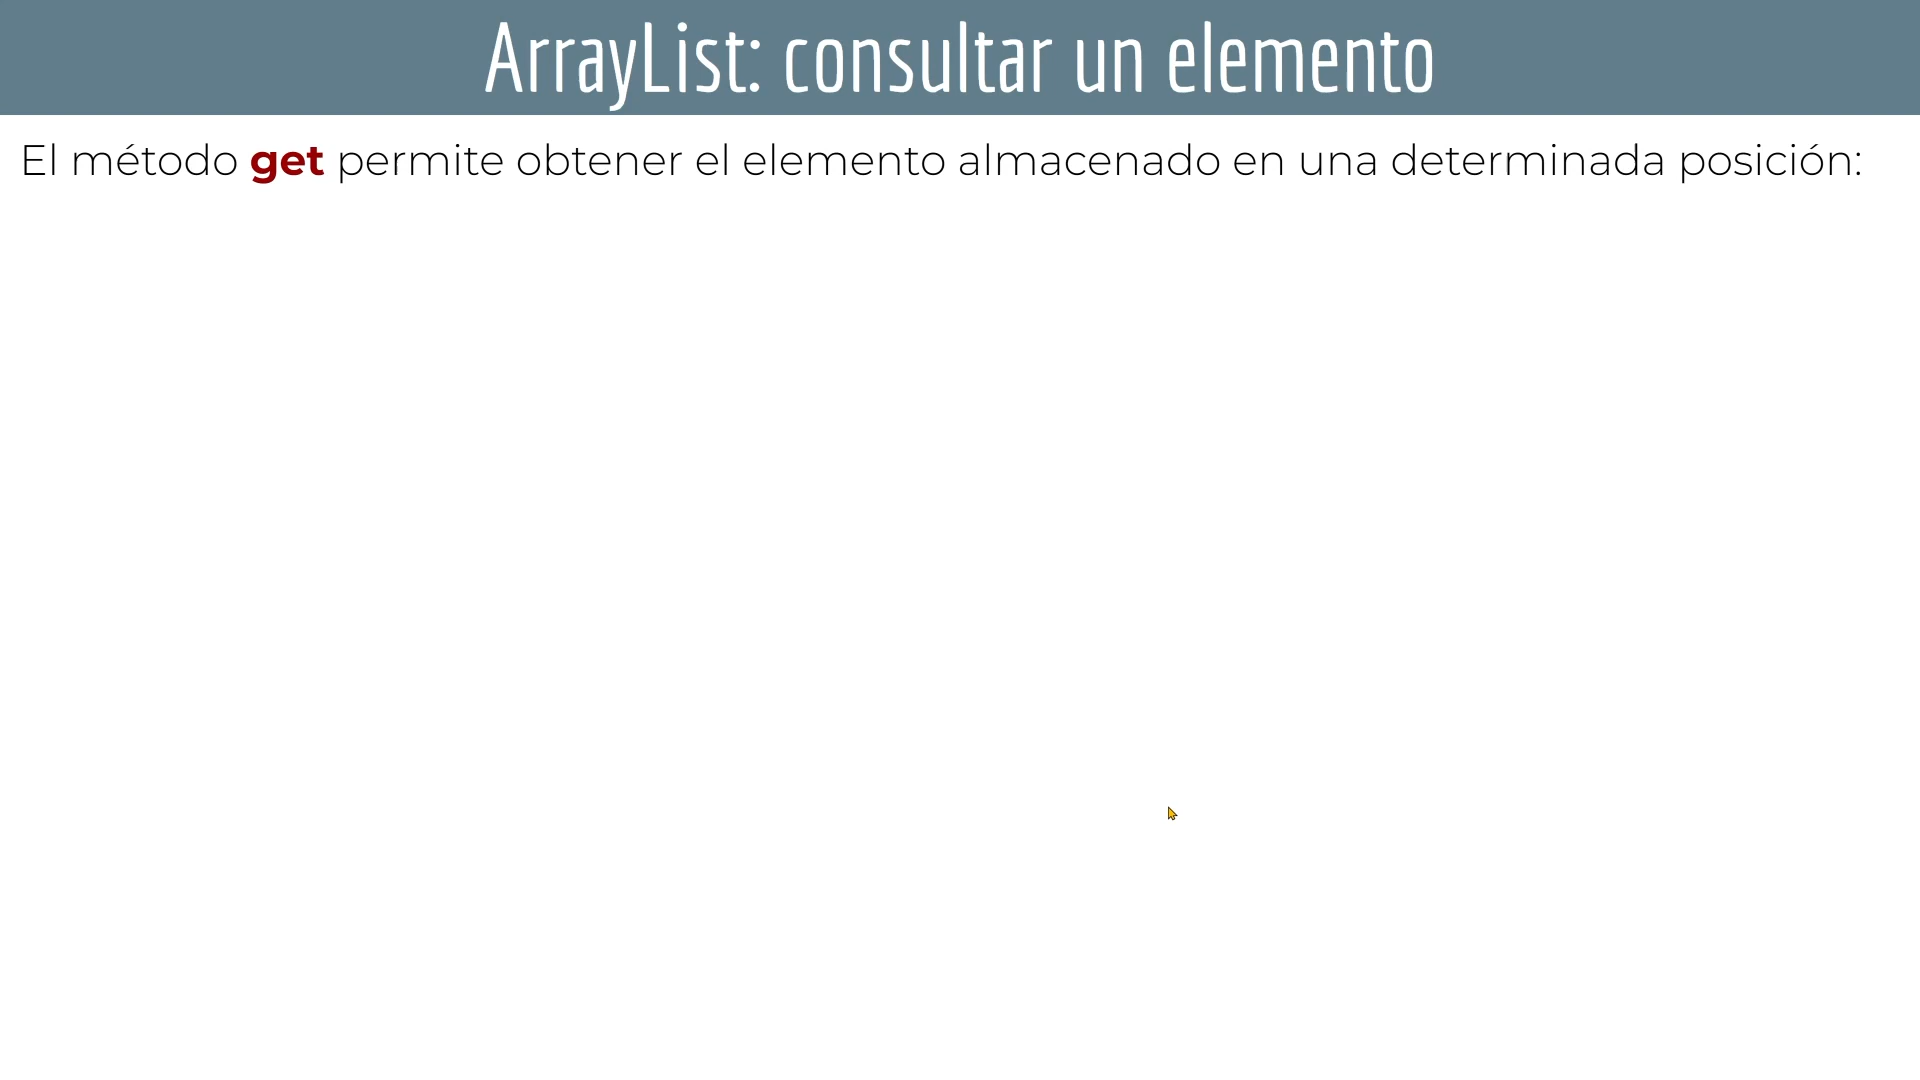 ArrayList: consultar un elemento
El método get permite obtener el elemento almacenado en una determinada posición: